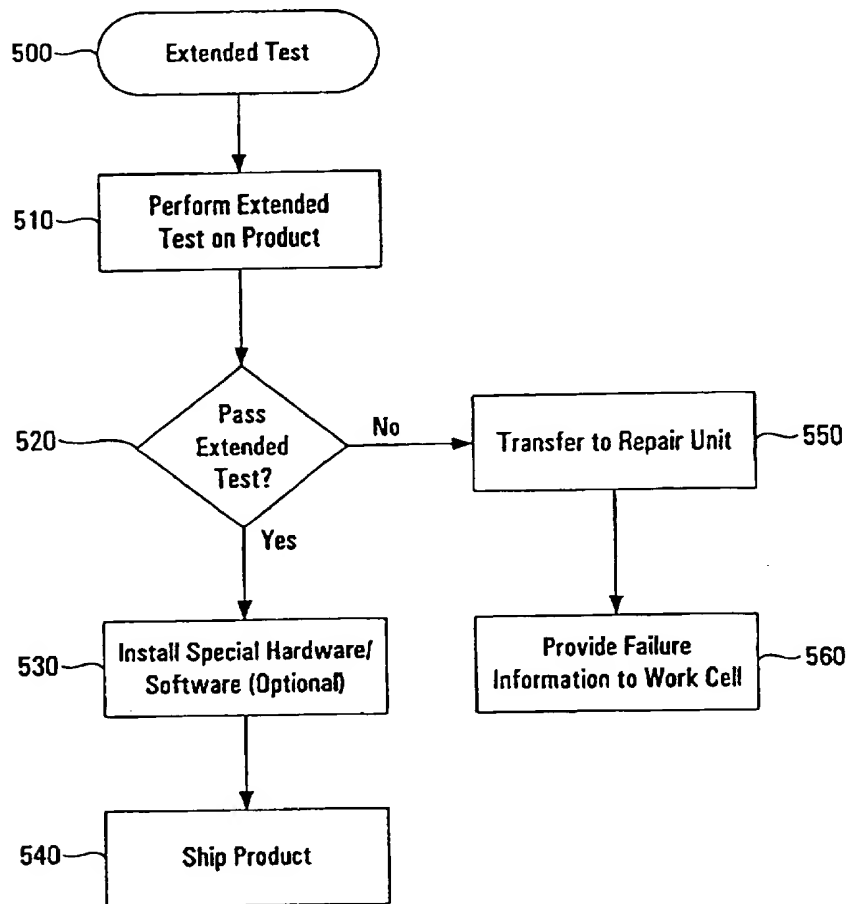 500
Extended Test
510
Perform Extended
Test on Product
520
Pass
Extended
Test?
No
Transfer to Repair Unit
550
Yes
530
Install Special Hardware/
Software (Optional)
Provide Failure
Information to Work Cell
560
540
Ship Product